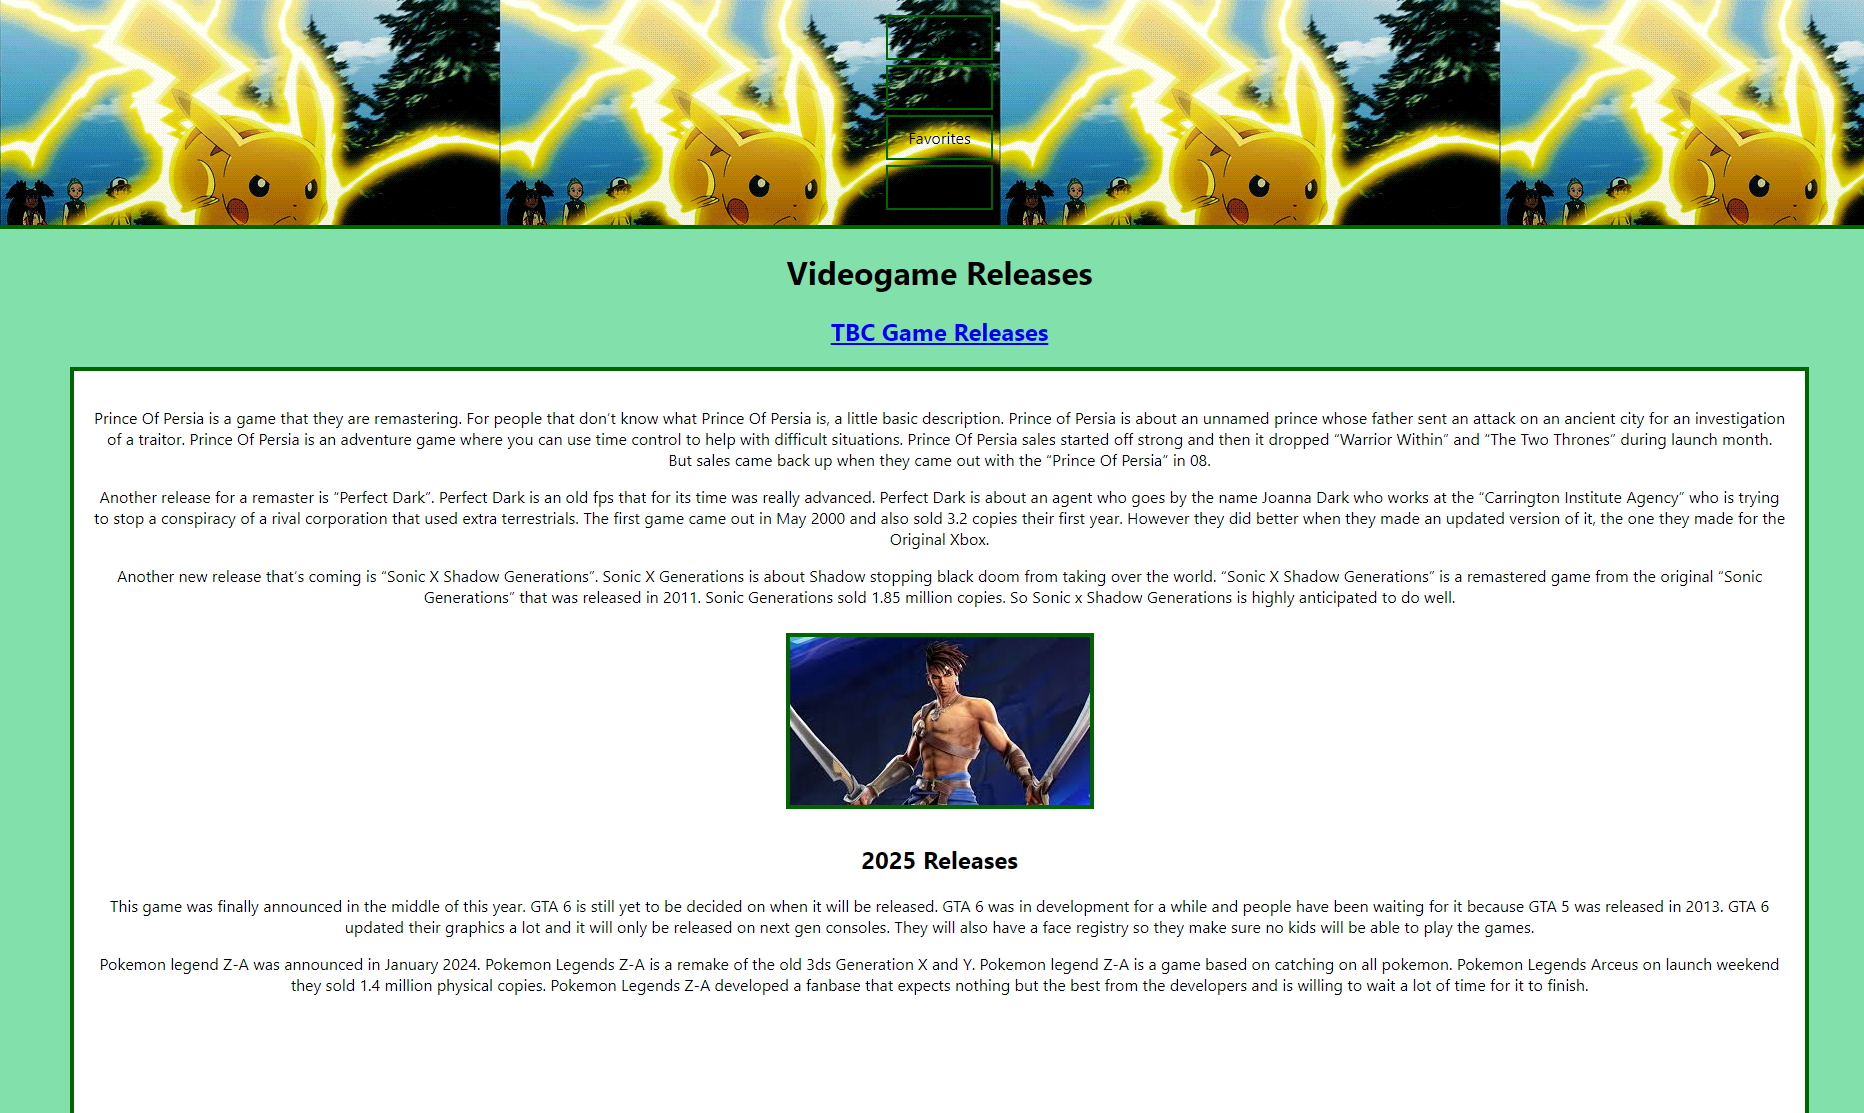 Favorites
Videogame Releases
TBC Game Releases
Prince Of Persia is a game that they are remastering. For people that don’t know what Prince Of Persia is, a little basic description. Prince of Persia is about an unnamed prince whose father sent an attack on an ancient city for an investigation
of a traitor. Prince Of Persia is an adventure game where you can use time control to help with difficult situations. Prince Of Persia sales started off strong and then it dropped “Warrior Within” and “The Two Thrones” during launch month.
But sales came back up when they came out with the “Prince Of Persia” in 08.
Another release for a remaster is “Perfect Dark”. Perfect Dark is an old fps that for its time was really advanced. Perfect Dark is about an agent who goes by the name Joanna Dark who works at the “Carrington Institute Agency” who is trying
to stop a conspiracy of a rival corporation that used extra terrestrials. The first game came out in May 2000 and also sold 3.2 copies their first year. However they did better when they made an updated version of it, the one they made for the
Original Xbox.
Another new release that’s coming is “Sonic X Shadow Generations”. Sonic X Generations is about Shadow stopping black doom from taking over the world. “Sonic X Shadow Generations” is a remastered game from the original “Sonic
Generations” that was released in 2011. Sonic Generations sold 1.85 million copies. So Sonic x Shadow Generations is highly anticipated to do well.
2025 Releases
This game was finally announced in the middle of this year. GTA 6 is still yet to be decided on when it will be released. GTA 6 was in development for a while and people have been waiting for it because GTA 5 was released in 2013. GTA 6
updated their graphics a lot and it will only be released on next gen consoles. They will also have a face registry so they make sure no kids will be able to play the games.
Pokemon legend Z-A was announced in January 2024. Pokemon Legends Z-A is a remake of the old 3ds Generation X and Y. Pokemon legend Z-A is a game based on catching on all pokemon. Pokemon Legends Arceus on launch weekend
they sold 1.4 million physical copies. Pokemon Legends Z-A developed a fanbase that expects nothing but the best from the developers and is willing to wait a lot of time for it to finish.